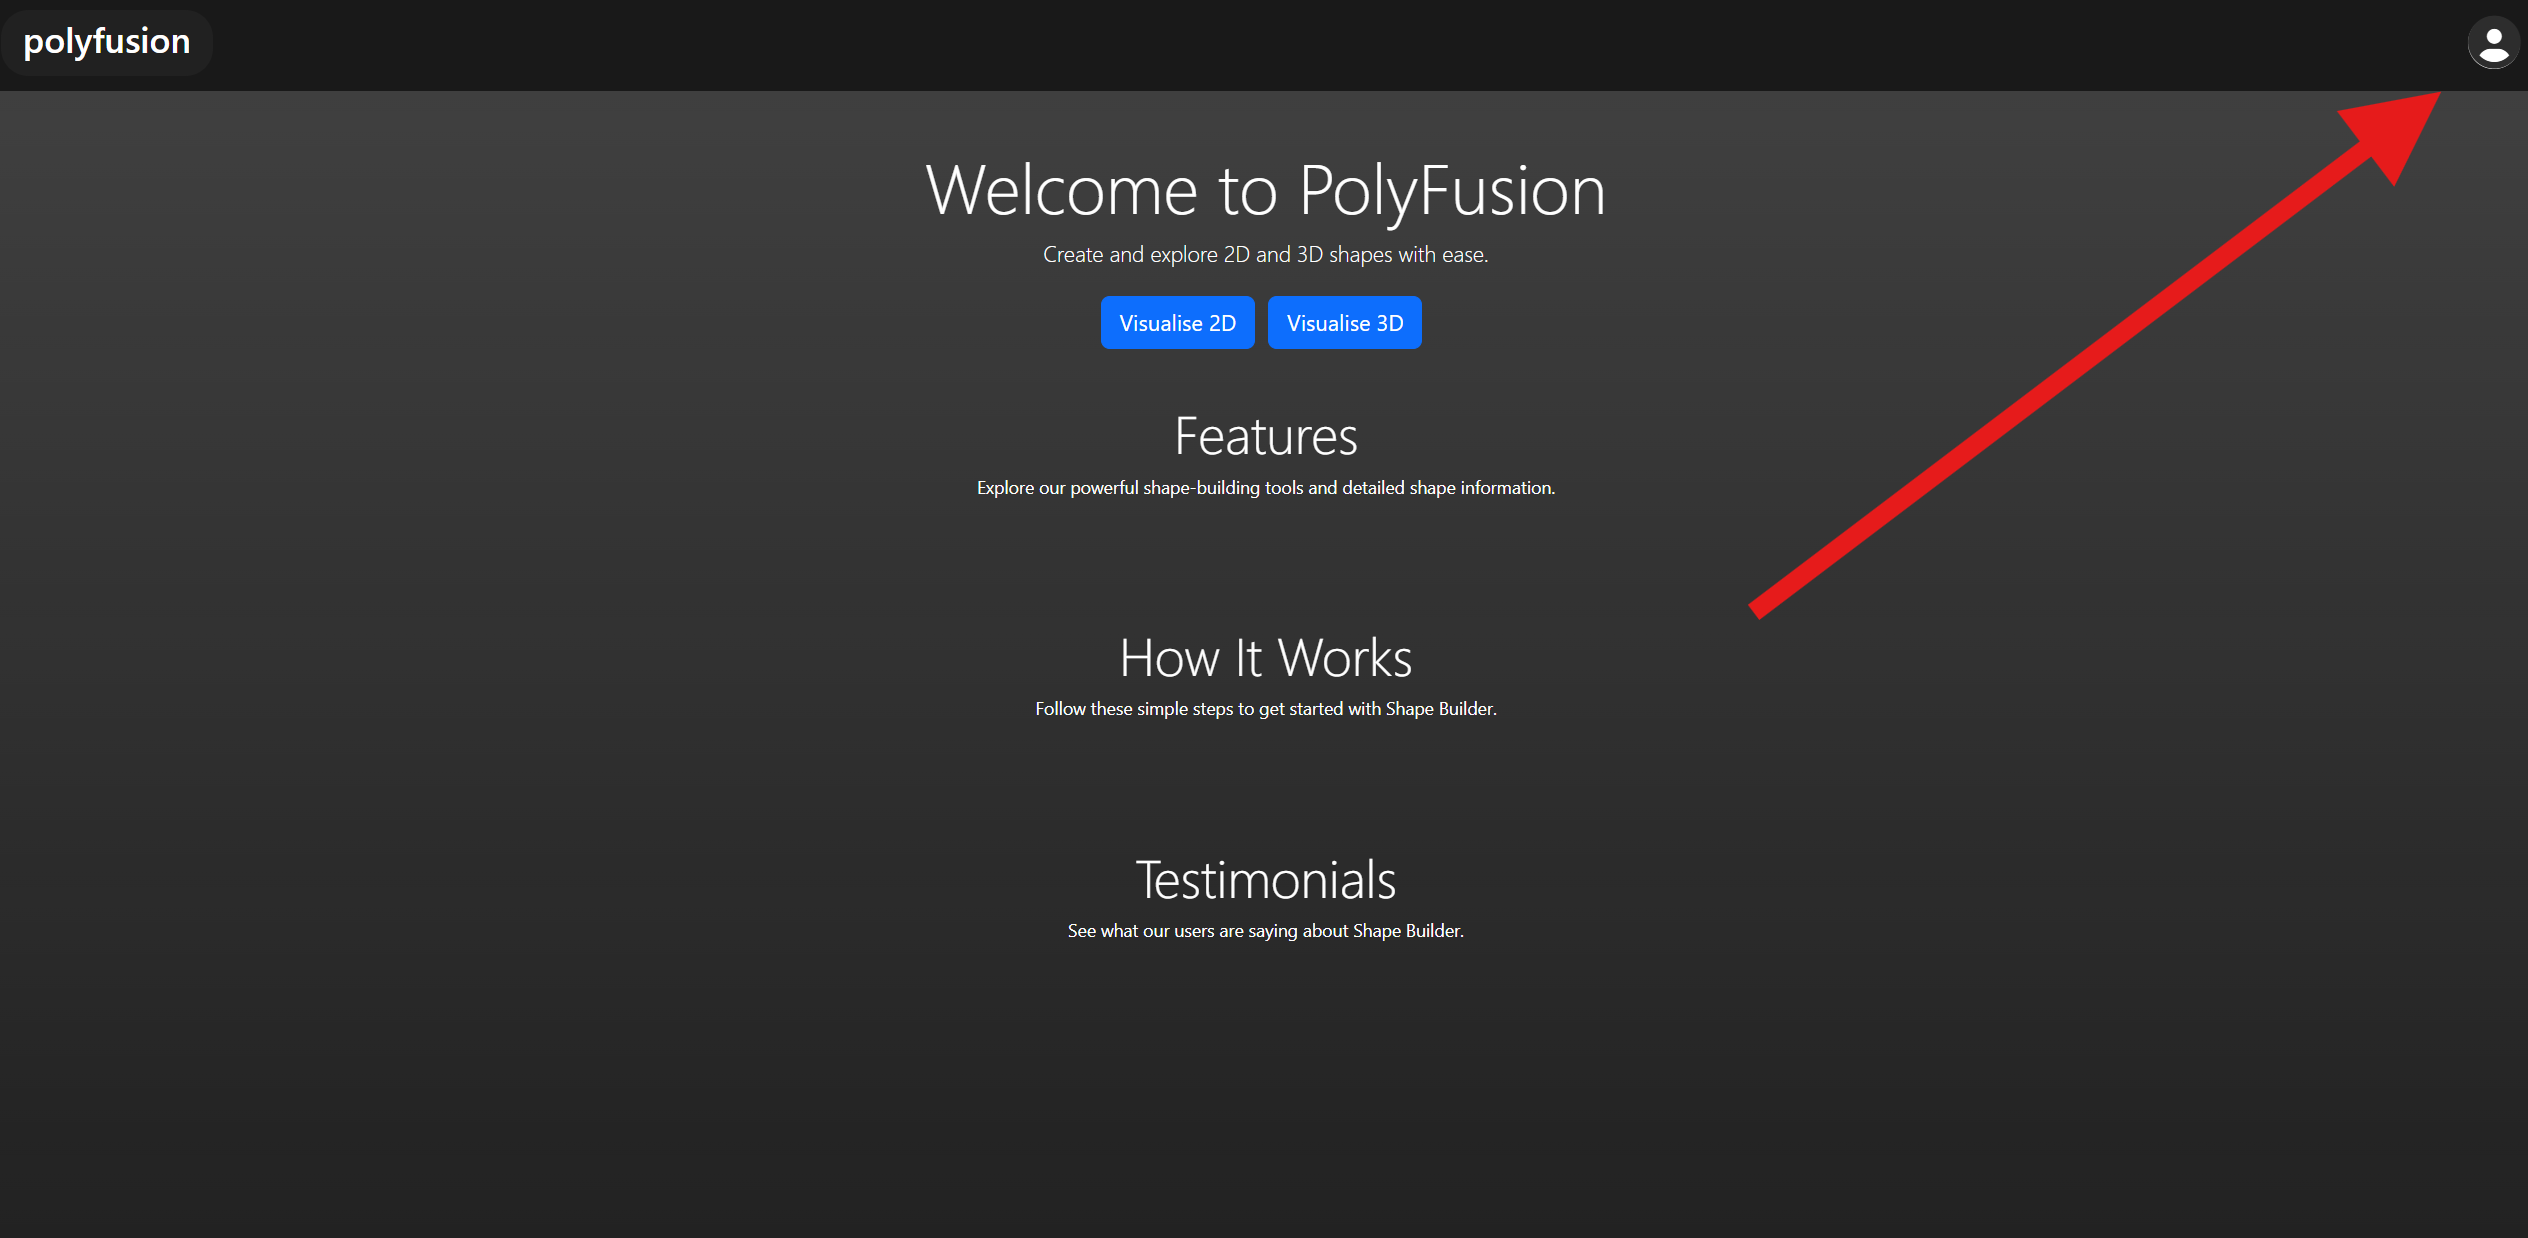 polyfusion
Welcome to PolyFusion
Create and explore 2D and 3D shapes with ease.
Visualise 2D
Visualise 3D
Features
Explore our powerful shape-building tools and detailed shape information.
How It Works
Follow these simple steps to get started with Shape Builder.
Testimonials
See what our users are saying about Shape Builder.